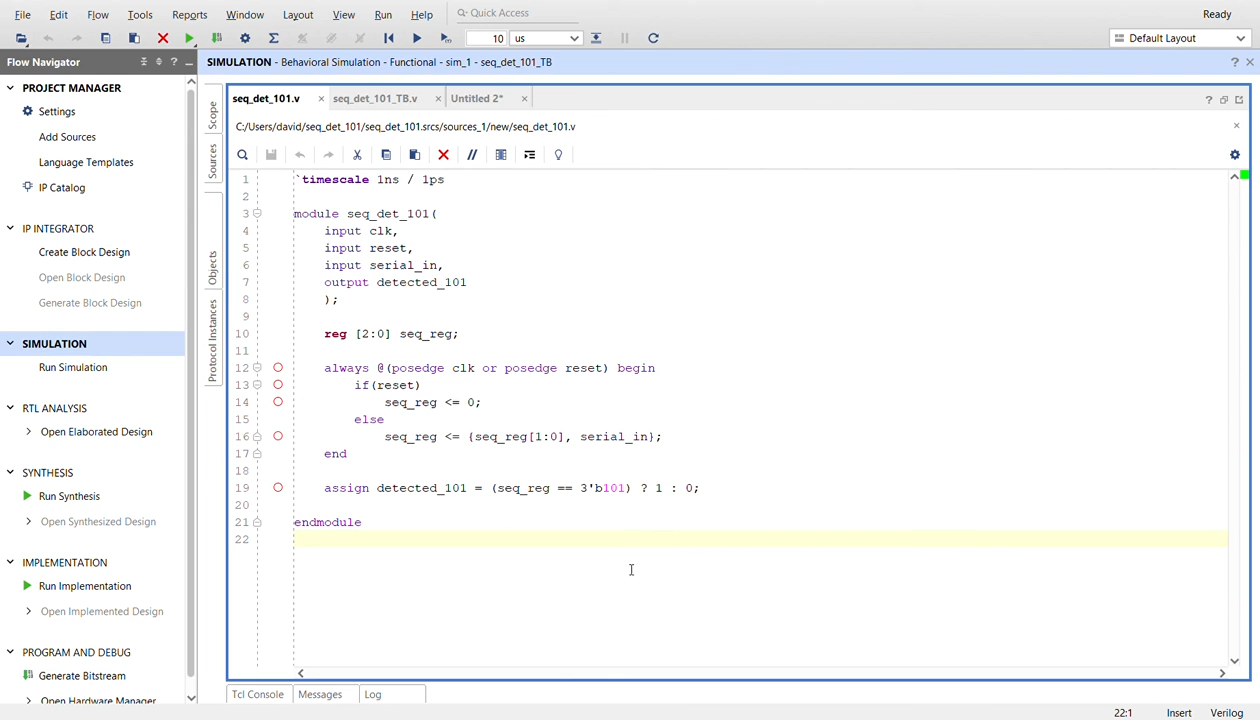 File Edit Flow Tools Reports Window Layout View Run Help Quick Access Ready
10 us Default Layout
Flow Navigator
SIMULATION - Behavioral Simulation - Functional - sim_1 - seq_det_101_TB
PROJECT MANAGER
Settings
Add Sources
Language Templates
IP Catalog
IP INTEGRATOR
Create Block Design
Open Block Design
Generate Block Design
SIMULATION
Run Simulation
RTL ANALYSIS
Open Elaborated Design
SYNTHESIS
Run Synthesis
Open Synthesized Design
IMPLEMENTATION
Run Implementation
Open Implemented Design
PROGRAM AND DEBUG
Generate Bitstream
Open Hardware Manager
Scope
Sources
Objects
Protocol Instances
seq_det_101.v seq_det_101_TB.v Untitled 2*
C:/Users/david/seq_det_101/seq_det_101.srcs/sources_1/new/seq_det_101.v
1 `timescale 1ns / 1ps
2
3 module seq_det_101(
4 input clk,
5 input reset,
6 input serial_in,
7 output detected_101
8 );
9
10 reg [2:0] seq_reg;
11
12 always @(posedge clk or posedge reset) begin
13 if(reset)
14 seq_reg <= 0;
15 else
16 seq_reg <= {seq_reg[1:0], serial_in};
17 end
18
19 assign detected_101 = (seq_reg == 3'b101) ? 1 : 0;
20
21 endmodule
22
Tcl Console Messages Log
22:1 Insert Verilog